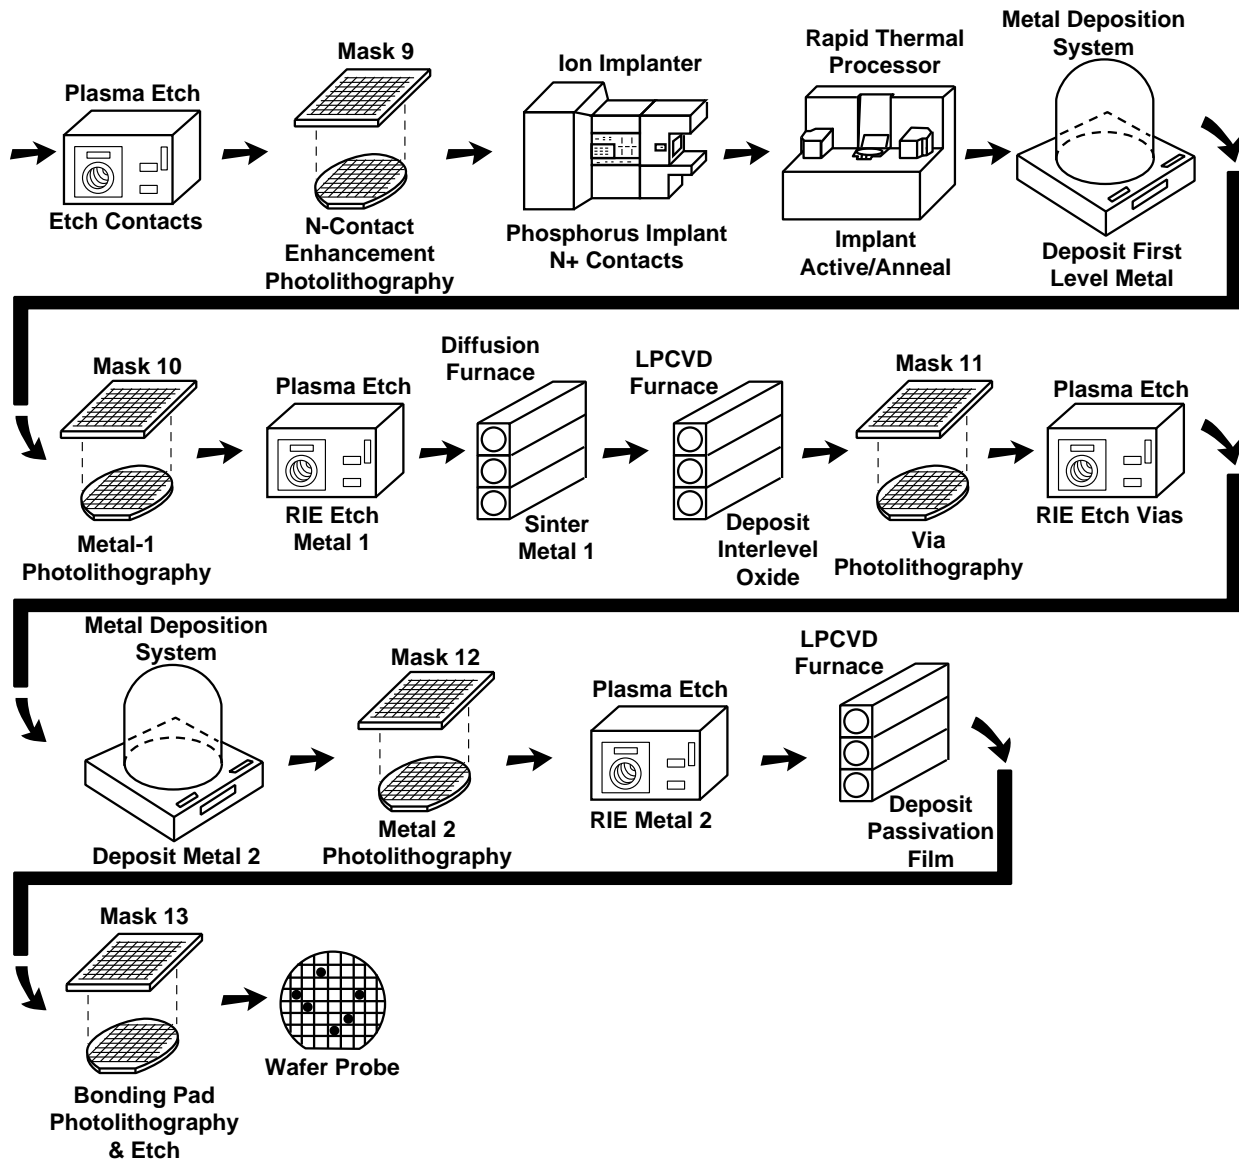 Plasma Etch
Etch Contacts
Mask 9
N-Contact
Enhancement
Photolithography
Ion Implanter
Phosphorus Implant
N+ Contacts
Rapid Thermal
Processor
Implant
Active/Anneal
Metal Deposition
System
Deposit First
Level Metal
Mask 10
Metal-1
Photolithography
Plasma Etch
RIE Etch
Metal 1
Diffusion
Furnace
Sinter
Metal 1
LPCVD
Furnace
Deposit
Interlevel
Oxide
Mask 11
Via
Photolithography
Plasma Etch
RIE Etch Vias
Metal Deposition
System
Deposit Metal 2
Mask 12
Metal 2
Photolithography
Plasma Etch
RIE Metal 2
LPCVD
Furnace
Deposit
Passivation
Film
Mask 13
Bonding Pad
Photolithography
& Etch
Wafer Probe